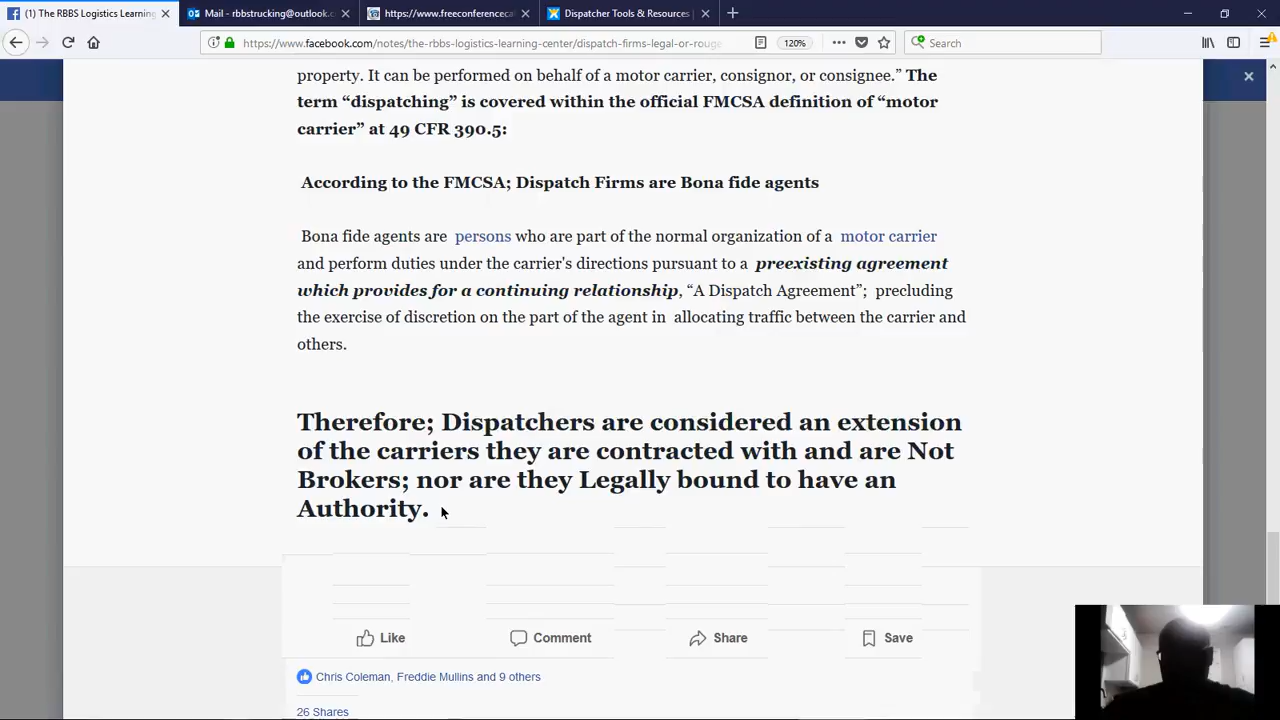 (1) The RBBS Logistics Learning
Mail - rbbstrucking@outlook.c
https://www.freeconferenceca
Dispatcher Tools & Resources
https://www.facebook.com/notes/the-rbbs-logistics-learning-center/dispatch-firms-legal-or-rouge
120%
Search
property. It can be performed on behalf of a motor carrier, consignor, or consignee.” The
term “dispatching” is covered within the official FMCSA definition of “motor
carrier” at 49 CFR 390.5:
According to the FMCSA; Dispatch Firms are Bona fide agents
Bona fide agents are persons who are part of the normal organization of a motor carrier
and perform duties under the carrier's directions pursuant to a preexisting agreement
which provides for a continuing relationship, “A Dispatch Agreement”; precluding
the exercise of discretion on the part of the agent in allocating traffic between the carrier and
others.
Therefore; Dispatchers are considered an extension
of the carriers they are contracted with and are Not
Brokers; nor are they Legally bound to have an
Authority.
Like
Comment
Share
Save
Chris Coleman, Freddie Mullins and 9 others
26 Shares